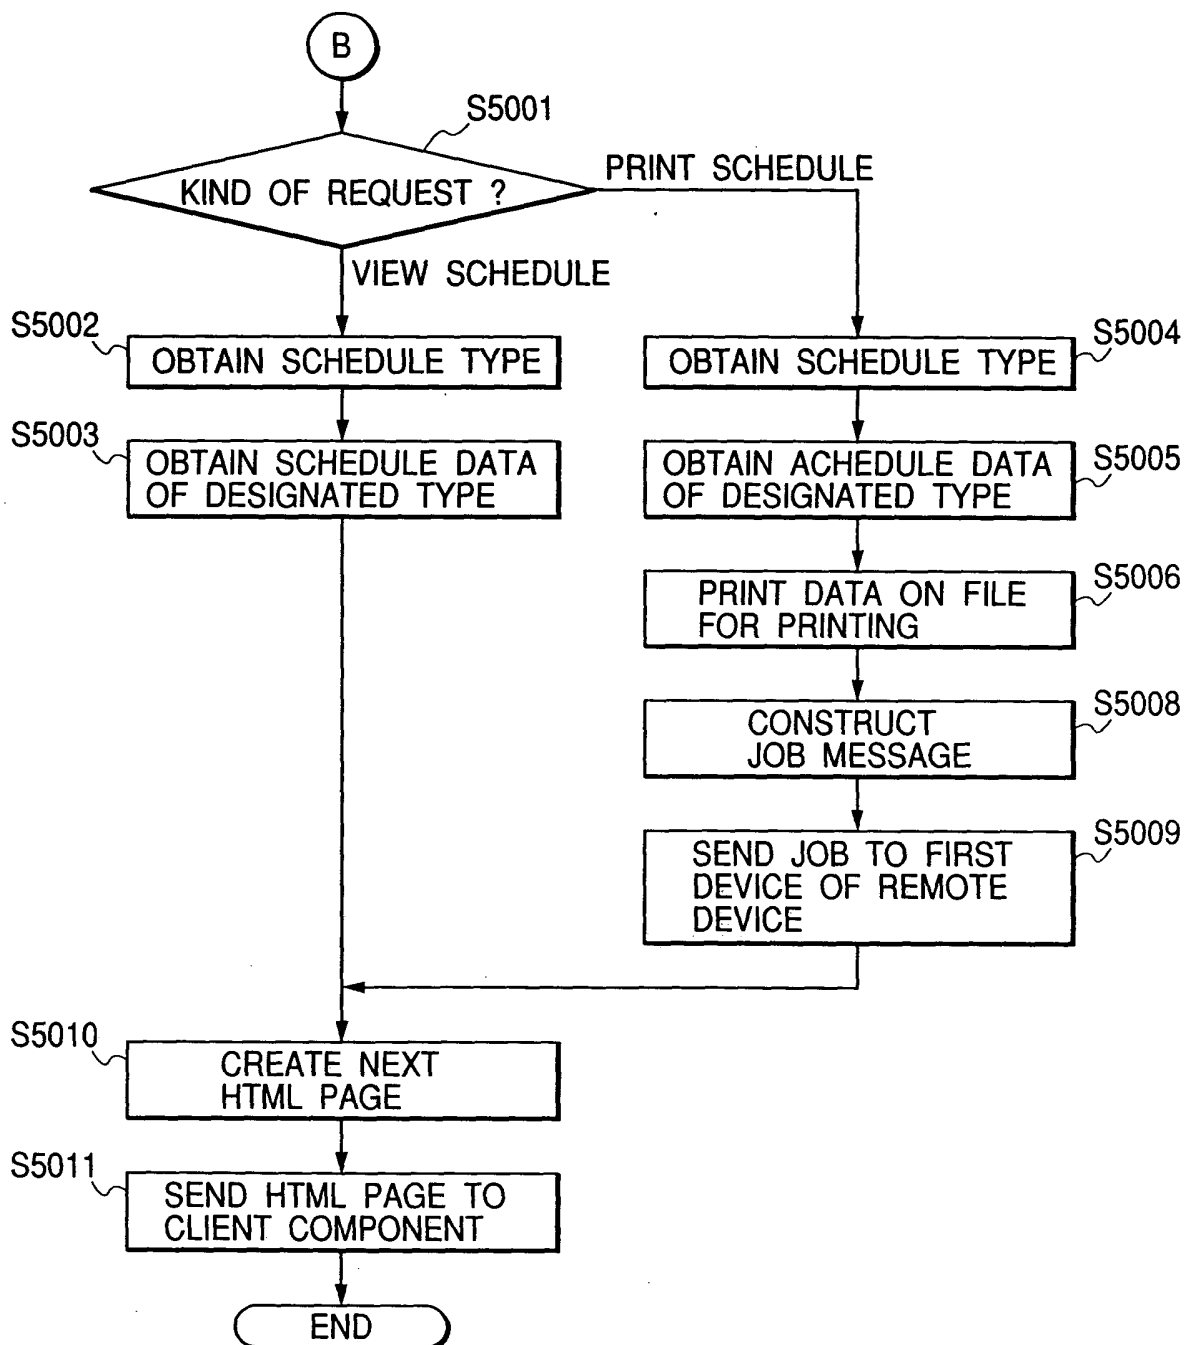 B
S5001
KIND OF REQUEST ?
PRINT SCHEDULE
VIEW SCHEDULE
S5002
OBTAIN SCHEDULE TYPE
S5004
OBTAIN SCHEDULE TYPE
S5003
OBTAIN SCHEDULE DATA
OF DESIGNATED TYPE
S5005
OBTAIN ACHEDULE DATA
OF DESIGNATED TYPE
S5006
PRINT DATA ON FILE
FOR PRINTING
S5008
CONSTRUCT
JOB MESSAGE
S5009
SEND JOB TO FIRST
DEVICE OF REMOTE
DEVICE
S5010
CREATE NEXT
HTML PAGE
S5011
SEND HTML PAGE TO
CLIENT COMPONENT
END